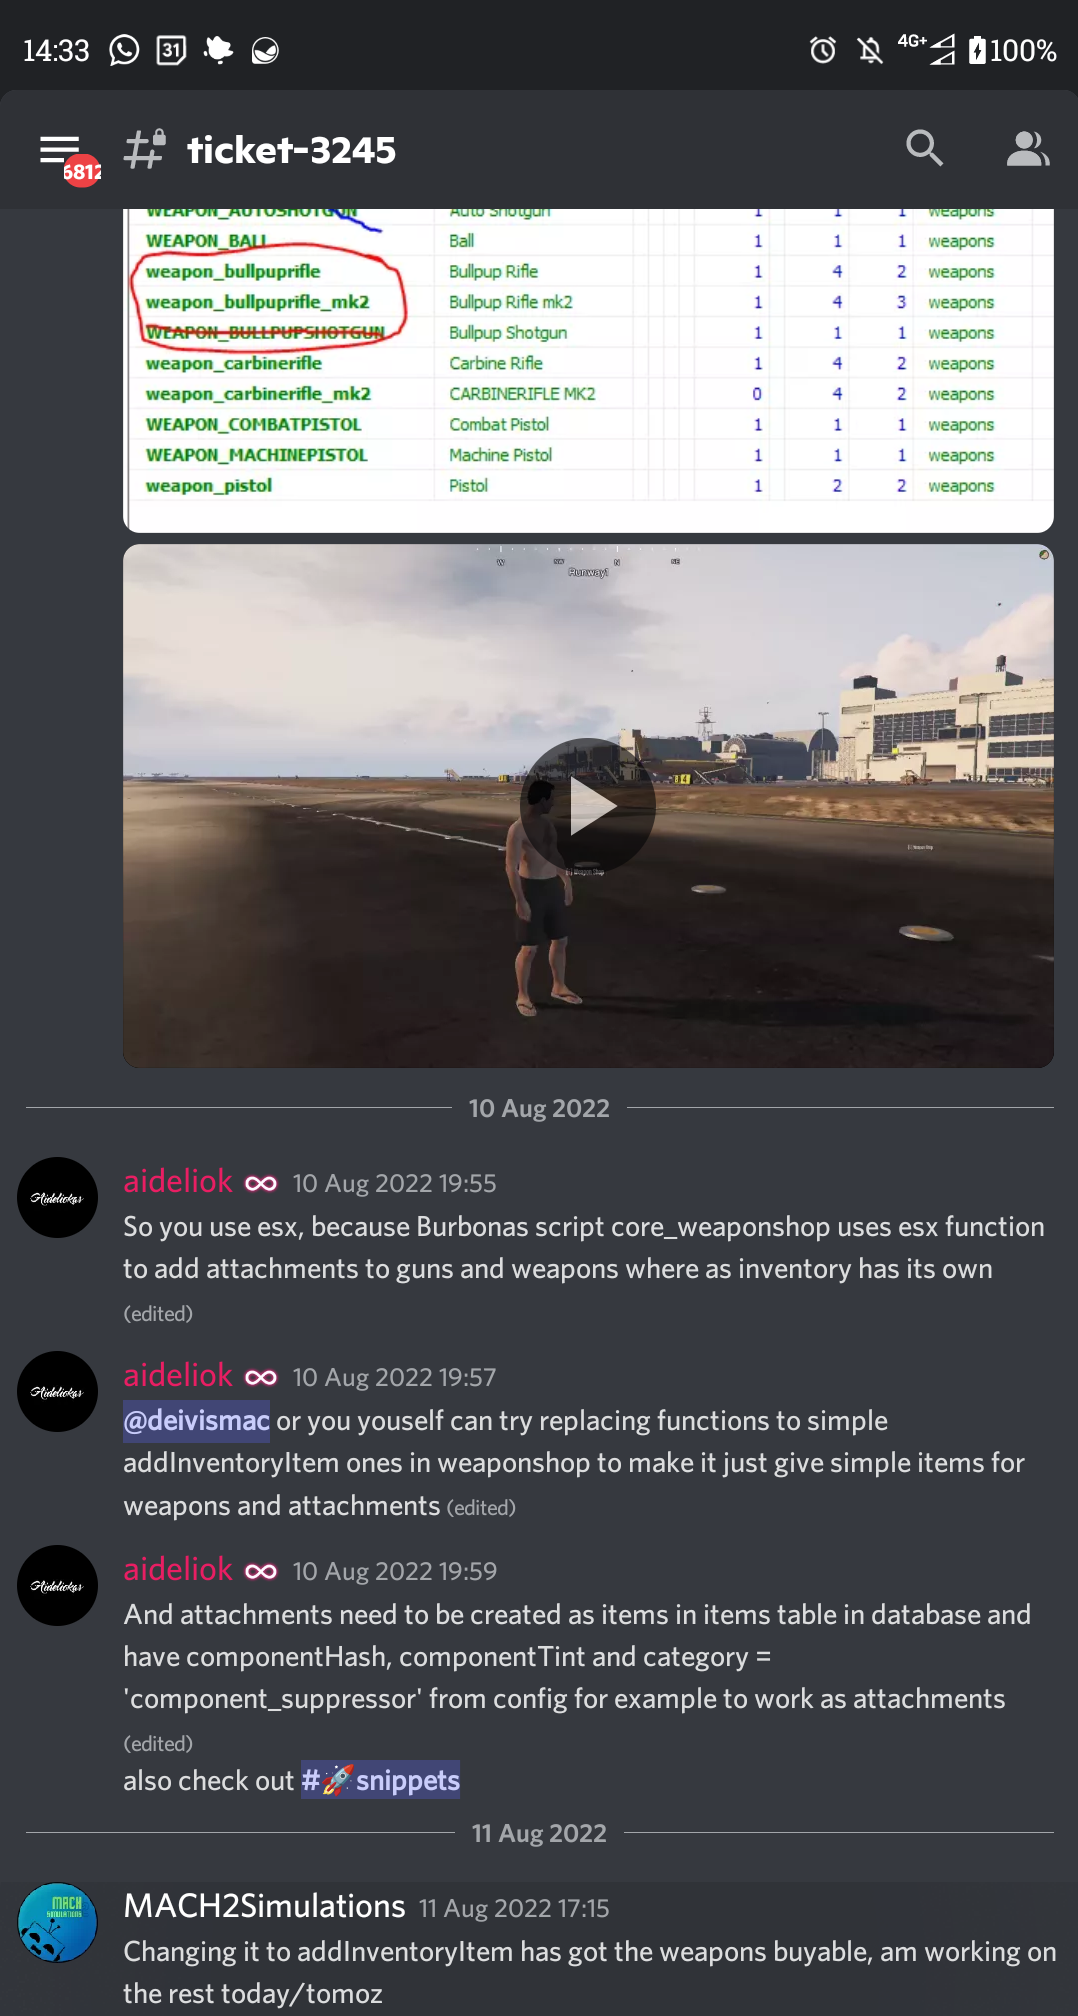 14:33 31 4G+ 100%
6812 # ticket-3245
WEAPON_AUTOSHOTGUN Auto Shotgun 1 1 1 weapons
WEAPON_BALL Ball 1 1 1 weapons
weapon_bullpuprifle Bullpup Rifle 1 4 2 weapons
weapon_bullpuprifle_mk2 Bullpup Rifle mk2 1 4 3 weapons
WEAPON_BULLPUPSHOTGUN Bullpup Shotgun 1 1 1 weapons
weapon_carbinerifle Carbine Rifle 1 4 2 weapons
weapon_carbinerifle_mk2 CARBINERIFLE MK2 0 4 2 weapons
WEAPON_COMBATPISTOL Combat Pistol 1 1 1 weapons
WEAPON_MACHINEPISTOL Machine Pistol 1 1 1 weapons
weapon_pistol Pistol 1 2 2 weapons
W NW N NE
Runway1
10 Aug 2022
aideliok 10 Aug 2022 19:55
So you use esx, because Burbonas script core_weaponshop uses esx function
to add attachments to guns and weapons where as inventory has its own
(edited)
aideliok 10 Aug 2022 19:57
@deivismac or you youself can try replacing functions to simple
addInventoryItem ones in weaponshop to make it just give simple items for
weapons and attachments (edited)
aideliok 10 Aug 2022 19:59
And attachments need to be created as items in items table in database and
have componentHash, componentTint and category =
'component_suppressor' from config for example to work as attachments
(edited)
also check out #🚀snippets
11 Aug 2022
MACH SIMULATIONS
MACH2Simulations 11 Aug 2022 17:15
Changing it to addInventoryItem has got the weapons buyable, am working on
the rest today/tomoz